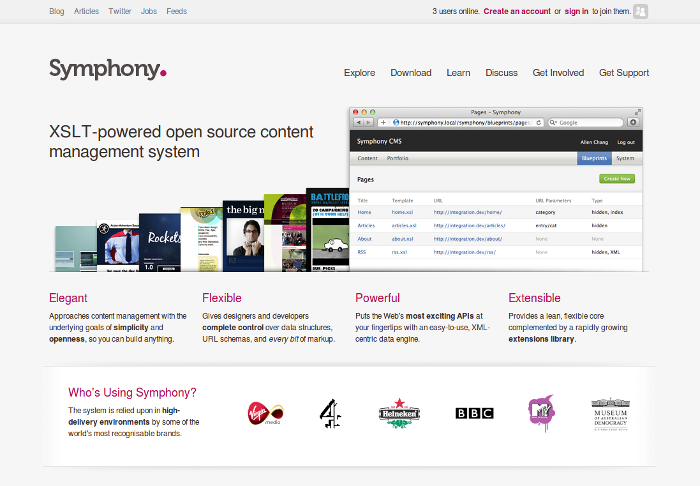 Blog Articles Twitter Jobs Feeds
3 users online. Create an account or sign in to join them.
Symphony.
Explore Download Learn Discuss Get Involved Get Support
XSLT-powered open source content
management system
Pages – Symphony
http://symphony.local/symphony/blueprints/page
Google
Symphony CMS
Allen Chang Log out
Content Portfolio
Blueprints System
Pages
Create New
Title Template URL URL Parameters Type
Home home.xsl http://integration.dev/home/ category hidden, index
Articles articles.xsl http://integration.dev/articles/ entry/cat hidden
About about.xsl http://integration.dev/about/ None None
RSS rss.xsl http://integration.dev/rss/ None hidden, XML
Rockets
1.0
the big
BATTLEF
20 CAMPAIGNING
Elegant
Approaches content management with the
underlying goals of simplicity and
openness, so you can build anything.
Flexible
Gives designers and developers
complete control over data structures,
URL schemas, and every bit of markup.
Powerful
Puts the Web's most exciting APIs at
your fingertips with an easy-to-use, XML-
centric data engine.
Extensible
Provides a lean, flexible core
complemented by a rapidly growing
extensions library.
Who's Using Symphony?
The system is relied upon in high-
delivery environments by some of the
world's most recognisable brands.
Virgin
media
4
Heineken
BBC
MTV
MUSEUM
OF AUSTRALIAN
DEMOCRACY